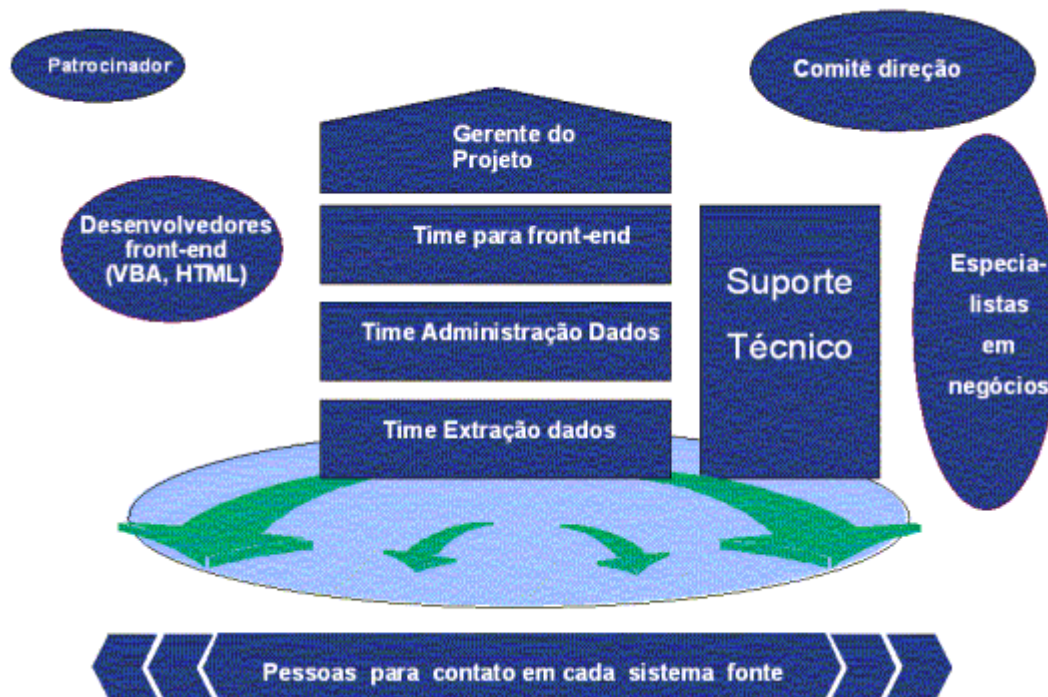 Patrocinador
Comitê direção
Gerente do
Projeto
Desenvolvedores
front-end
(VBA, HTML)
Time para front-end
Suporte
Técnico
Especia-
listas
em
negócios
Time Administração Dados
Time Extração dados
Pessoas para contato em cada sistema fonte